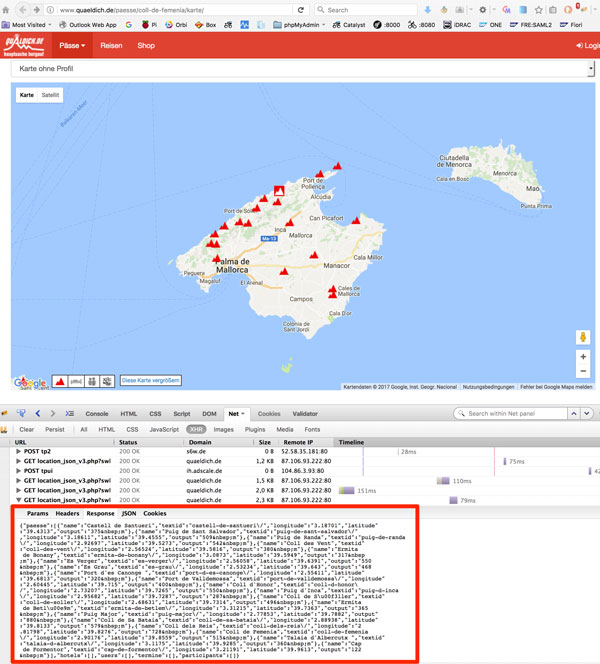 www.quaeldich.de/paesse/coll-de-femenia/karte/
Search
Most Visited
Outlook Web App
G
Pi
Orbi
Box
Bookmarks
phpMyAdmin
Catalyst
:8000
:8080
iDRAC
ONE
FRE:SAML2
Fiori
QUÄLDICH.DE
Pässe
Reisen
Shop
Login
Karte ohne Profil
Karte
Satellit
Balearen-Meer
Ciutadella de Menorca
Cala en Bosc
Menorca
Maó
Punta Prima
Port de Pollença
Alcúdia
Port de Sóller
Can Picafort
Inca
Mallorca
Ma-13
Palma de Mallorca
Manacor
Cala Millor
Peguera
Magaluf
El Arenal
Campos
Cales de Mallorca
Cala D'or
Colònia de Sant Jordi
Google
Diese Karte vergrößern
Kartendaten © 2017 Google, Inst. Geogr. Nacional
Nutzungsbedingungen
Fehler bei Google Maps melden
Console
HTML
CSS
Script
DOM
Net
Cookies
Validator
Search within Net panel
Clear
Persist
All
HTML
CSS
JavaScript
XHR
Images
Plugins
Media
Fonts
URL
Status
Domain
Size
Remote IP
Timeline
POST tp2 200 OK s6w.de 0 B 52.58.35.181:80 28ms
GET location_json_v3.php?swl 200 OK quaeldich.de 1,2 KB 87.106.93.222:80 75ms
POST tpui 200 OK ih.adscale.de 0 B 104.86.3.93:80 42
GET location_json_v3.php?swl 200 OK quaeldich.de 1,5 KB 87.106.93.222:80 110ms
GET location_json_v3.php?swl 200 OK quaeldich.de 2,0 KB 87.106.93.222:80 151ms
GET location_json_v3.php?swl 200 OK quaeldich.de 2,3 KB 87.106.93.222:80 79ms
Params
Headers
Response
JSON
Cookies
{"paesse":[{"name":"Castell de Santueri","textid":"castell-de-santueri\/","longitude":3.18701,"latitude"
:39.4313,"output":"375&nbsp;m"},{"name":"Puig de Sant Salvador","textid":"puig-de-sant-salvador\/"
,"longitude":3.18611,"latitude":39.4555,"output":"509&nbsp;m"},{"name":"Puig de Randa","textid":"puig-de-randa
\/","longitude":2.92697,"latitude":39.5273,"output":"542&nbsp;m"},{"name":"Coll des Vent","textid":
"coll-des-vent\/","longitude":2.56524,"latitude":39.5816,"output":"380&nbsp;m"},{"name":"Ermita
de Bonany","textid":"ermita-de-bonany\/","longitude":3.0873,"latitude":39.5949,"output":"317&nbsp
;m"},{"name":"Es Verger","textid":"es-verger\/","longitude":2.56058,"latitude":39.6391,"output":"550
&nbsp;m"},{"name":"Es Grau","textid":"es-grau\/","longitude":2.53234,"latitude":39.643,"output":"468
&nbsp;m"},{"name":"Port d'es Canonge ","textid":"port-d-es-canonge\/","longitude":2.55411,"latitude"
:39.6813,"output":"320&nbsp;m"},{"name":"Port de Valldemossa","textid":"port-de-valldemossa\/","longitude"
:2.60465,"latitude":39.715,"output":"400&nbsp;m"},{"name":"Coll d'Honor","textid":"coll-d-honor\
/","longitude":2.73207,"latitude":39.7265,"output":"550&nbsp;m"},{"name":"Puig d'Inca","textid":"puig-d-inca
\/","longitude":2.95602,"latitude":39.7287,"output":"287&nbsp;m"},{"name":"Coll de S\u00f3ller","textid"
:"coll-de-soller\/","longitude":2.68631,"latitude":39.7314,"output":"496&nbsp;m"},{"name":"Ermita
de Betl\u00e9m","textid":"ermita-de-betlem\/","longitude":3.31215,"latitude":39.7363,"output":"365
&nbsp;m"},{"name":"Puig Major","textid":"puig-major\/","longitude":2.77853,"latitude":39.7882,"output"
:"880&nbsp;m"},{"name":"Coll de Sa Bataia","textid":"coll-de-sa-bataia\/","longitude":2.88938,"latitude"
:39.8133,"output":"579&nbsp;m"},{"name":"Coll dels Reis","textid":"coll-dels-reis\/","longitude":2
.81798,"latitude":39.8276,"output":"728&nbsp;m"},{"name":"Coll de Femenia","textid":"coll-de-femenia
\/","longitude":2.90176,"latitude":39.8559,"output":"515&nbsp;m"},{"name":"Talaia d'Albercutx ","textid"
:"talaia-d-albercutx\/","longitude":3.1175,"latitude":39.9285,"output":"360&nbsp;m"},{"name":"Cap
de Formentor","textid":"cap-de-formentor\/","longitude":3.21191,"latitude":39.9613,"output":"122
&nbsp;m"}],"hotels":[],"users":[],"termine":[],"participants":[]}